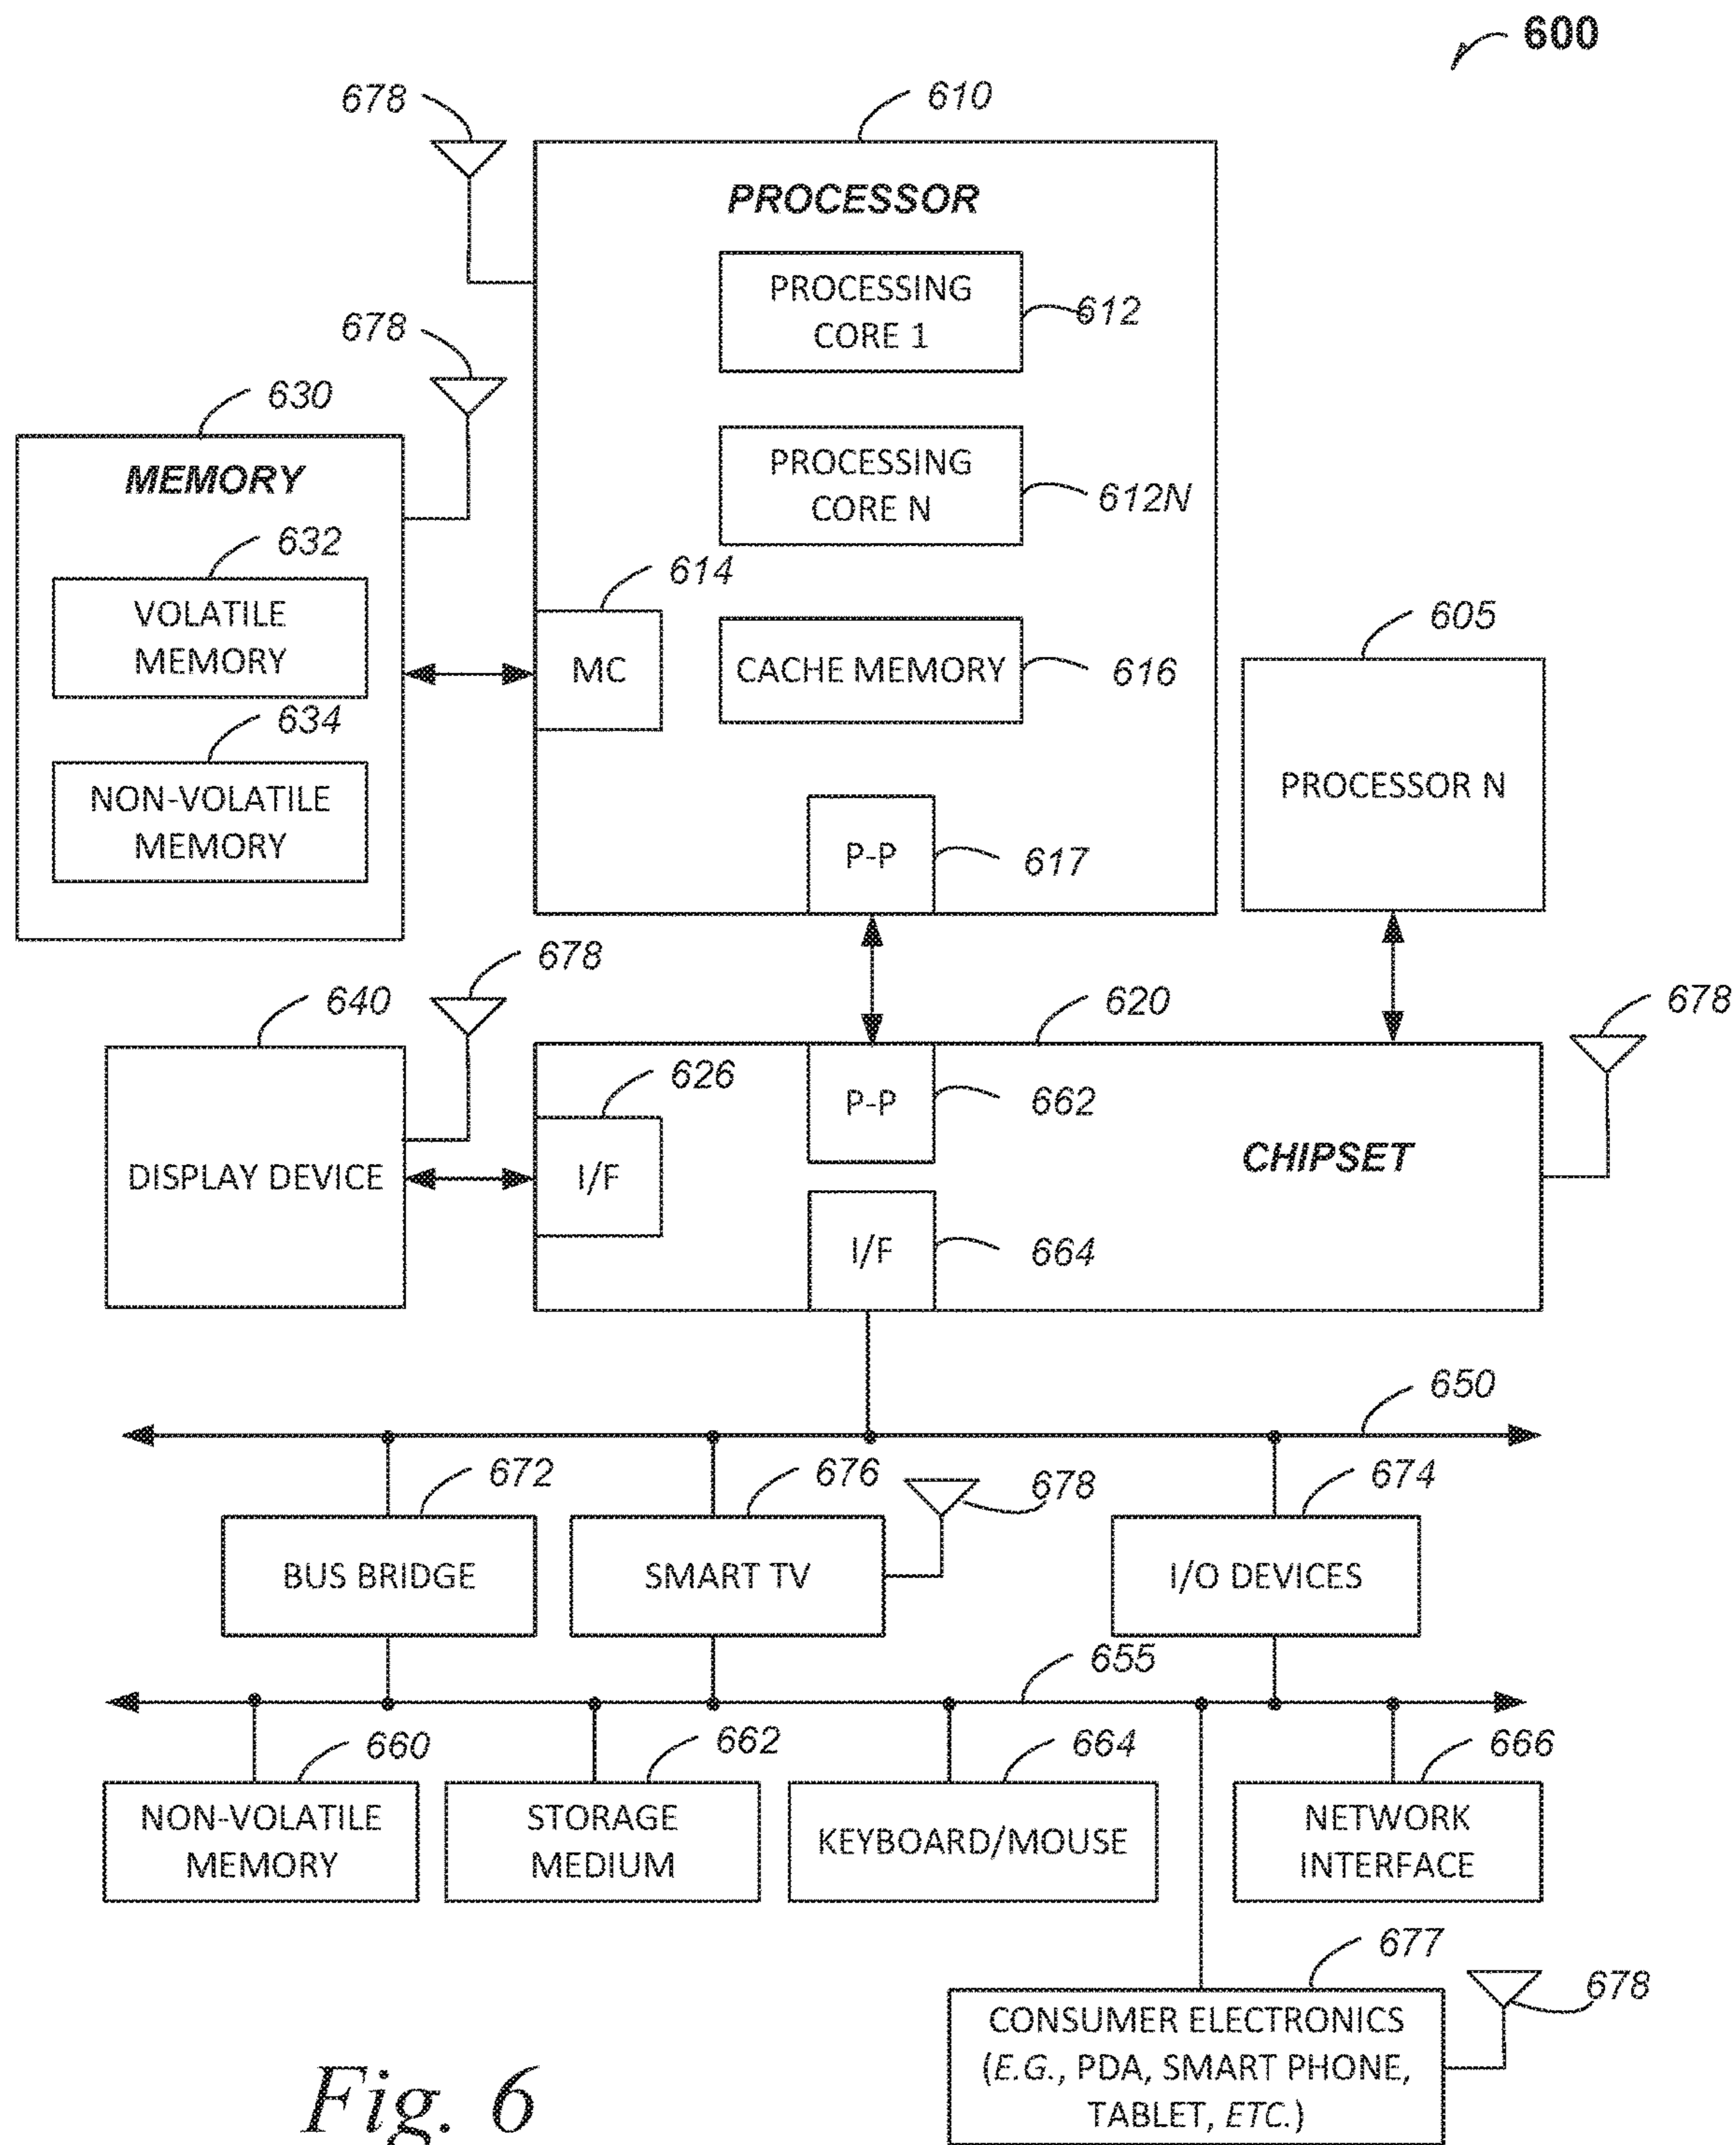 600
678
610
PROCESSOR
PROCESSING
CORE 1
612
678
630
MEMORY
PROCESSING
CORE N
612N
632
VOLATILE
MEMORY
614
MC
CACHE MEMORY
616
605
634
NON-VOLATILE
MEMORY
PROCESSOR N
P-P
617
678
640
620
678
DISPLAY DEVICE
626
I/F
P-P
662
CHIPSET
I/F
664
650
672
676
678
674
BUS BRIDGE
SMART TV
I/O DEVICES
655
660
662
664
666
NON-VOLATILE
MEMORY
STORAGE
MEDIUM
KEYBOARD/MOUSE
NETWORK
INTERFACE
677
678
CONSUMER ELECTRONICS
(E.G., PDA, SMART PHONE,
TABLET, ETC.)
Fig. 6